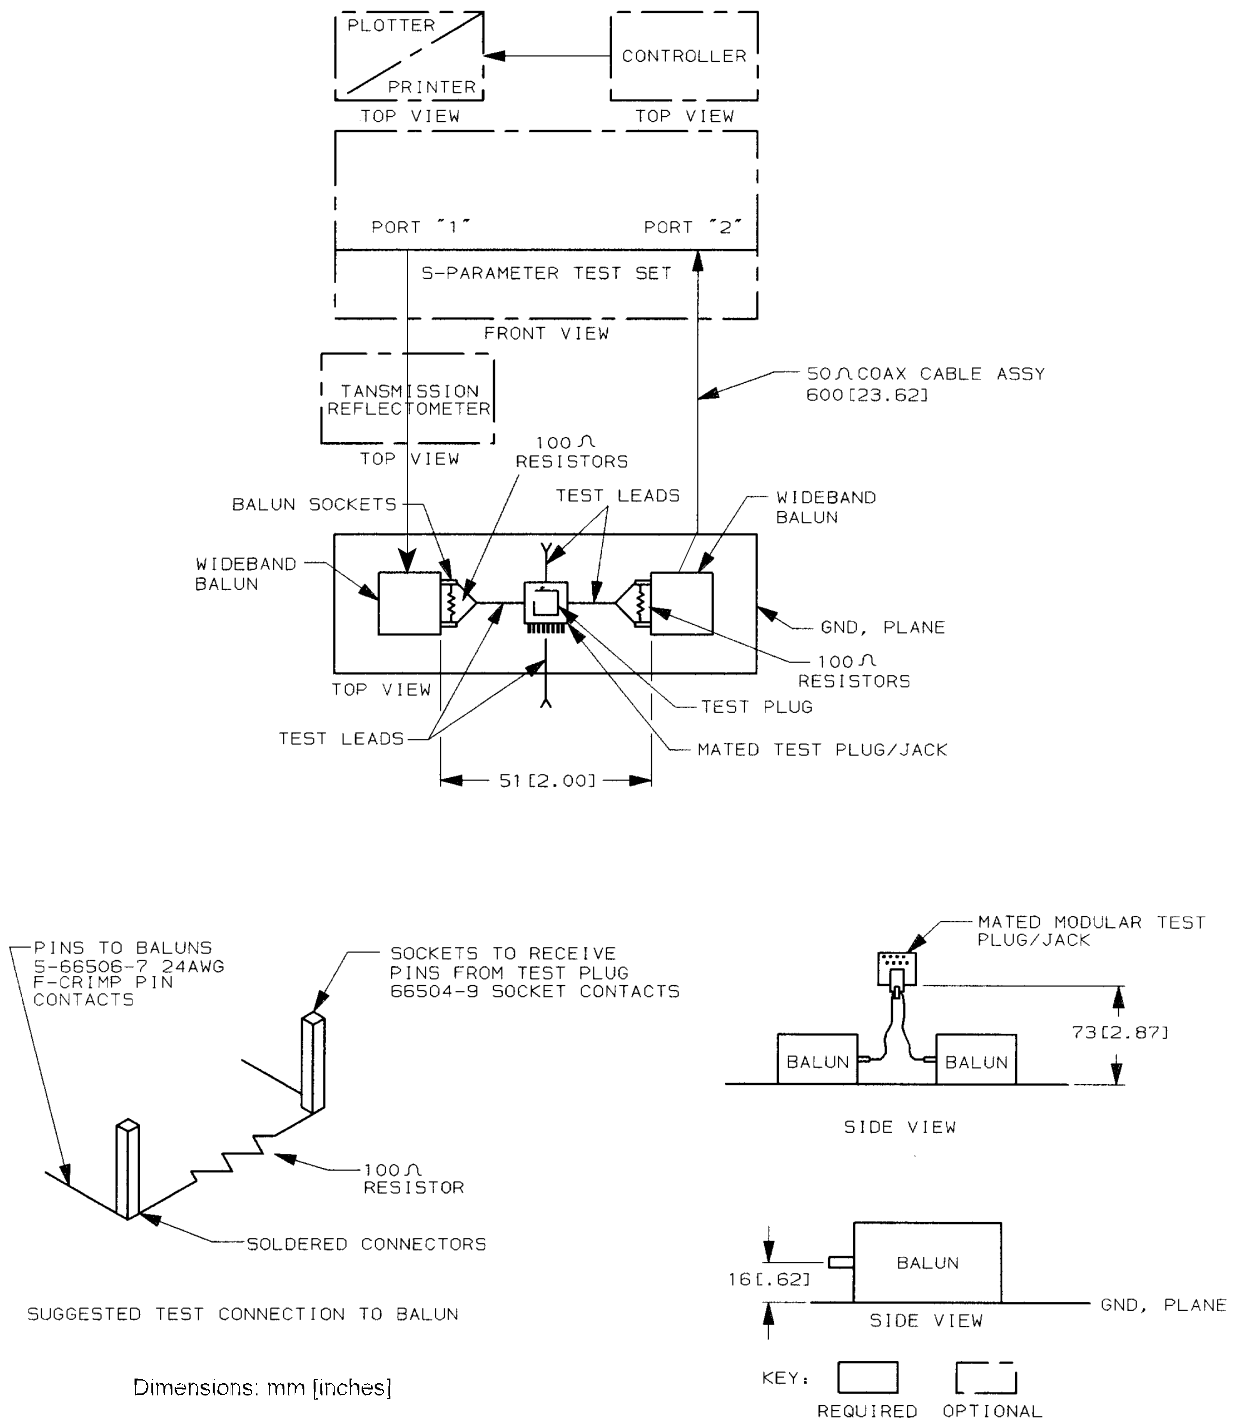 PLOTTER
PRINTER
CONTROLLER
TOP VIEW
TOP VIEW
PORT "1"
PORT "2"
S-PARAMETER TEST SET
FRONT VIEW
TANSMISSION
REFLECTOMETER
TOP VIEW
50Ω COAX CABLE ASSY
600[23.62]
100Ω
RESISTORS
TEST LEADS
BALUN SOCKETS
WIDEBAND
BALUN
WIDEBAND
BALUN
GND, PLANE
100Ω
RESISTORS
TOP VIEW
TEST PLUG
TEST LEADS
MATED TEST PLUG/JACK
51[2.00]
PINS TO BALUNS
5-66506-7 24AWG
F-CRIMP PIN
CONTACTS
SOCKETS TO RECEIVE
PINS FROM TEST PLUG
66504-9 SOCKET CONTACTS
100Ω
RESISTOR
SOLDERED CONNECTORS
SUGGESTED TEST CONNECTION TO BALUN
MATED MODULAR TEST
PLUG/JACK
73[2.87]
BALUN
BALUN
SIDE VIEW
BALUN
16[.62]
GND, PLANE
SIDE VIEW
KEY:
REQUIRED
OPTIONAL
Dimensions: mm [inches]